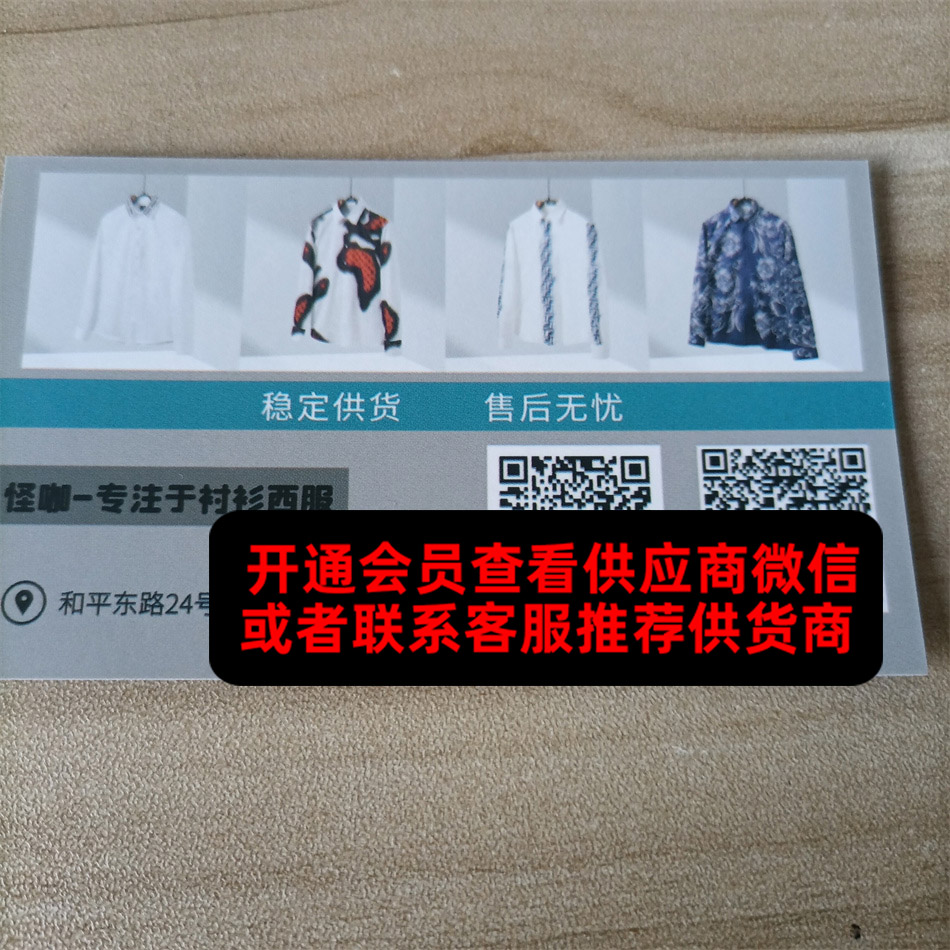 稳定供货 售后无忧
怪咖-专注于衬衫西服
和平东路24号
开通会员查看供应商微信
或者联系客服推荐供货商